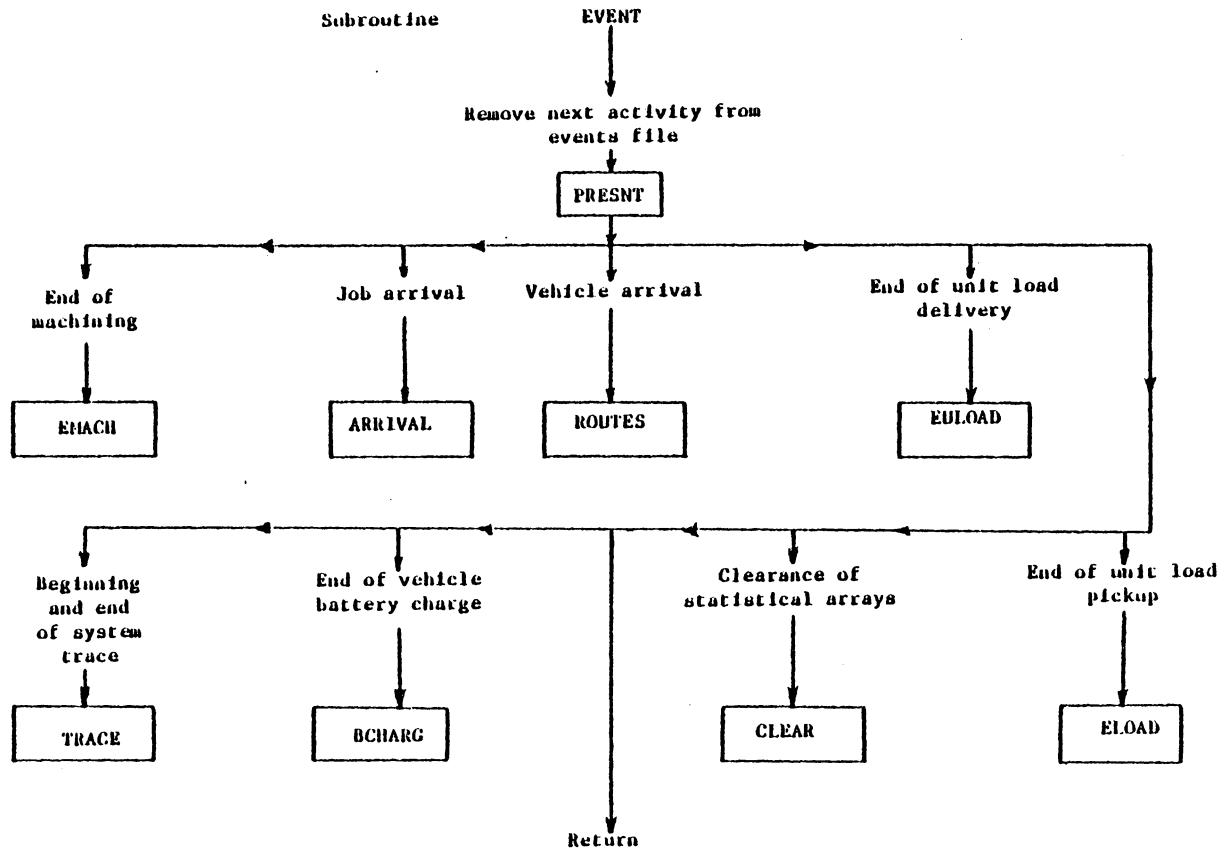 Subroutine EVENT
Remove next activity from
events file
PRESNT
End of
machining
Job arrival
Vehicle arrival
End of unit load
delivery
EMACH
ARRIVAL
ROUTES
EULOAD
Beginning
and end
of system
trace
End of vehicle
battery charge
Clearance of
statistical arrays
End of unit load
pickup
TRACE
BCHARG
CLEAR
ELOAD
Return